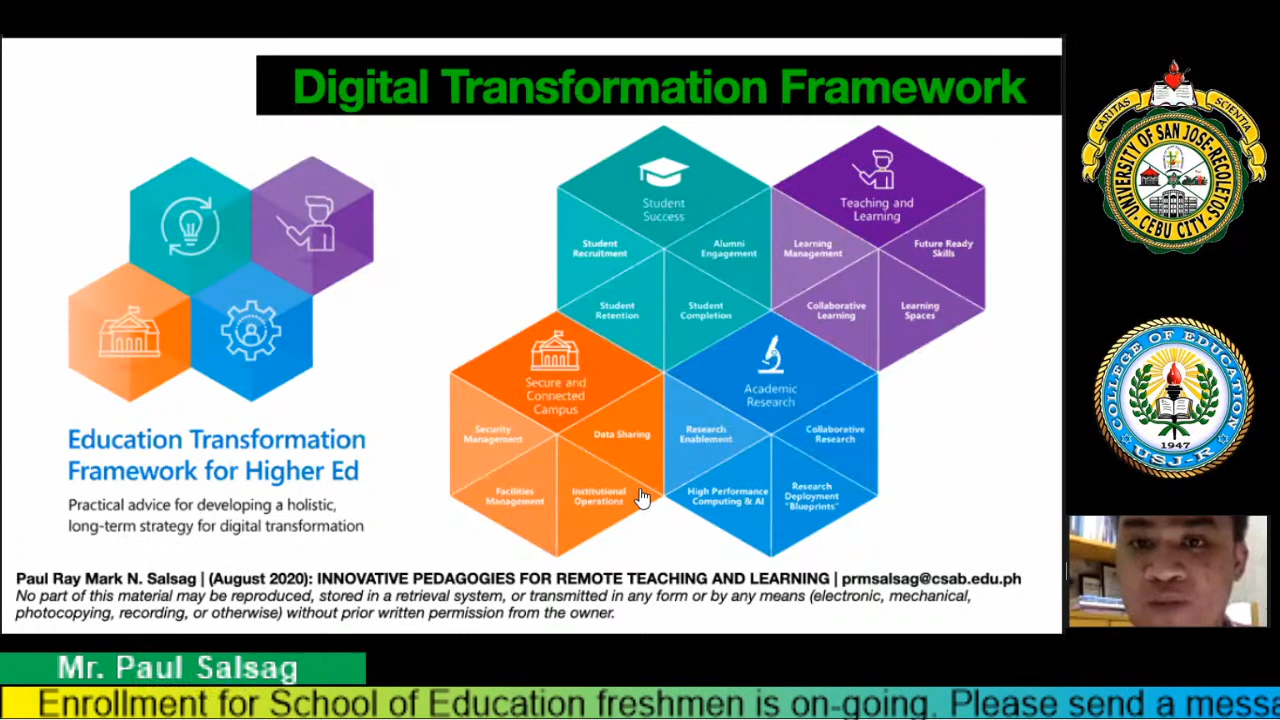 Digital Transformation Framework
Education Transformation
Framework for Higher Ed
Practical advice for developing a holistic,
long-term strategy for digital transformation
Student
Success
Student
Recruitment
Alumni
Engagement
Student
Retention
Student
Completion
Teaching and
Learning
Learning
Management
Future Ready
Skills
Collaborative
Learning
Learning
Spaces
Secure and
Connected
Campus
Security
Management
Data Sharing
Facilities
Management
Institutional
Operations
Academic
Research
Research
Enablement
Collaborative
Research
High Performance
Computing & AI
Research
Deployment
"Blueprints"
Paul Ray Mark N. Salsag | (August 2020): INNOVATIVE PEDAGOGIES FOR REMOTE TEACHING AND LEARNING | prmsalsag@csab.edu.ph
No part of this material may be reproduced, stored in a retrieval system, or transmitted in any form or by any means (electronic, mechanical,
photocopying, recording, or otherwise) without prior written permission from the owner.
CARITAS
SCIENTIA
UNIVERSITY OF SAN JOSE-RECOLETOS
CEBU CITY
COLLEGE OF EDUCATION
1947
USJ-R
Mr. Paul Salsag
Enrollment for School of Education freshmen is on-going. Please send a messa